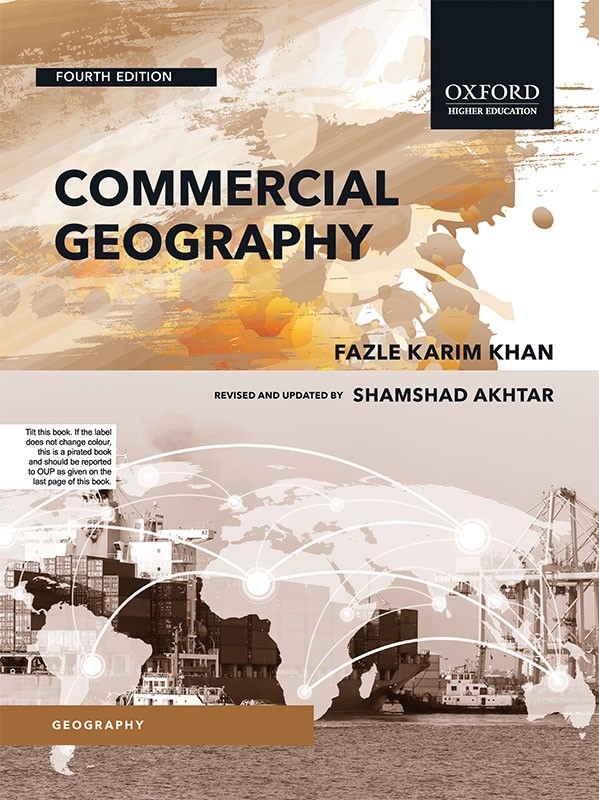 FOURTH EDITION
OXFORD
HIGHER EDUCATION
COMMERCIAL
GEOGRAPHY
FAZLE KARIM KHAN
REVISED AND UPDATED BY SHAMSHAD AKHTAR
Tilt this book. If the label
does not change colour,
this is a pirated book
and should be reported
to OUP as given on the
last page of this book.
GEOGRAPHY